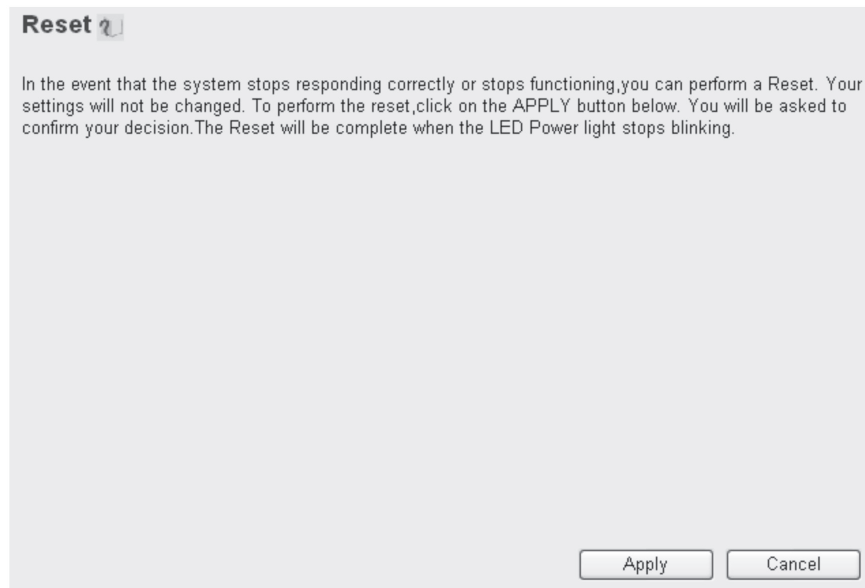 Reset
In the event that the system stops responding correctly or stops functioning,you can perform a Reset. Your
settings will not be changed. To perform the reset,click on the APPLY button below. You will be asked to
confirm your decision.The Reset will be complete when the LED Power light stops blinking.
Apply Cancel